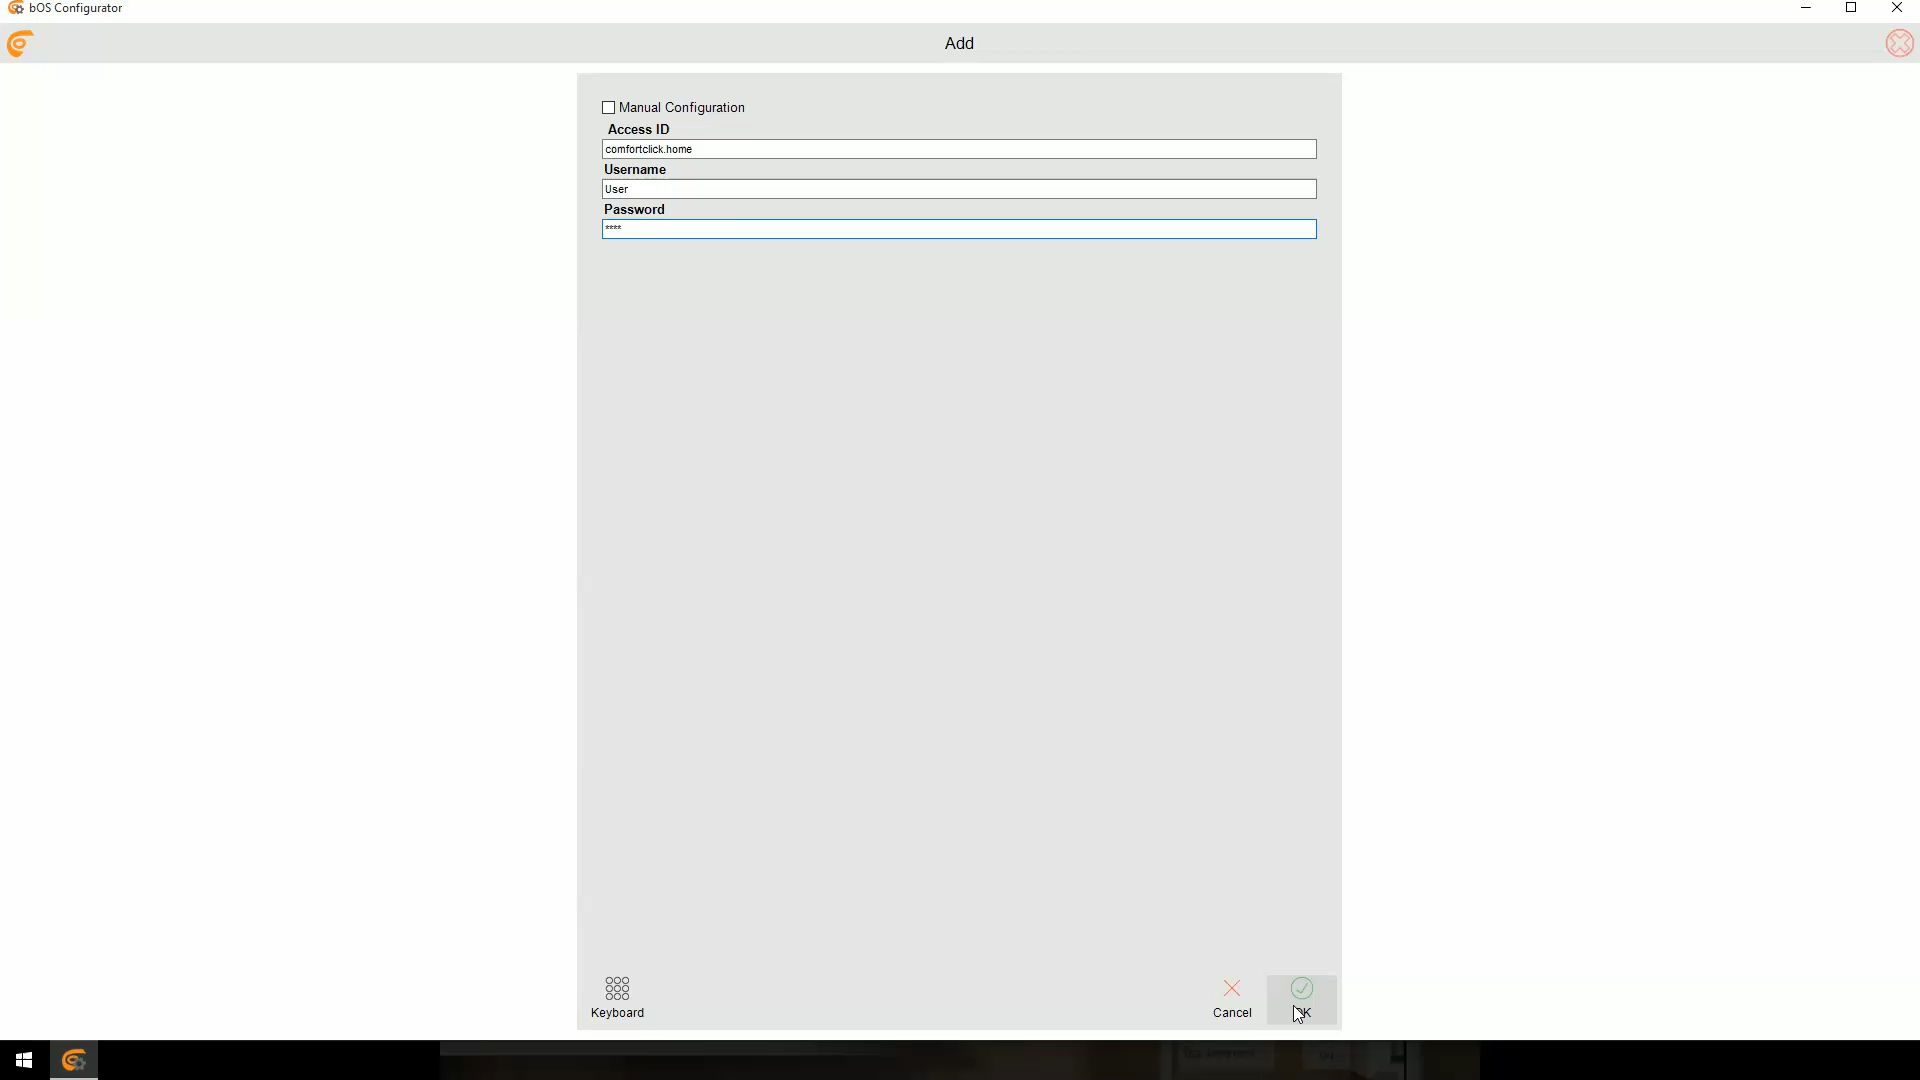 bOS Configurator
Add
Manual Configuration
Access ID
comfortclick.home
Username
User
Password
****
Keyboard
Cancel
OK